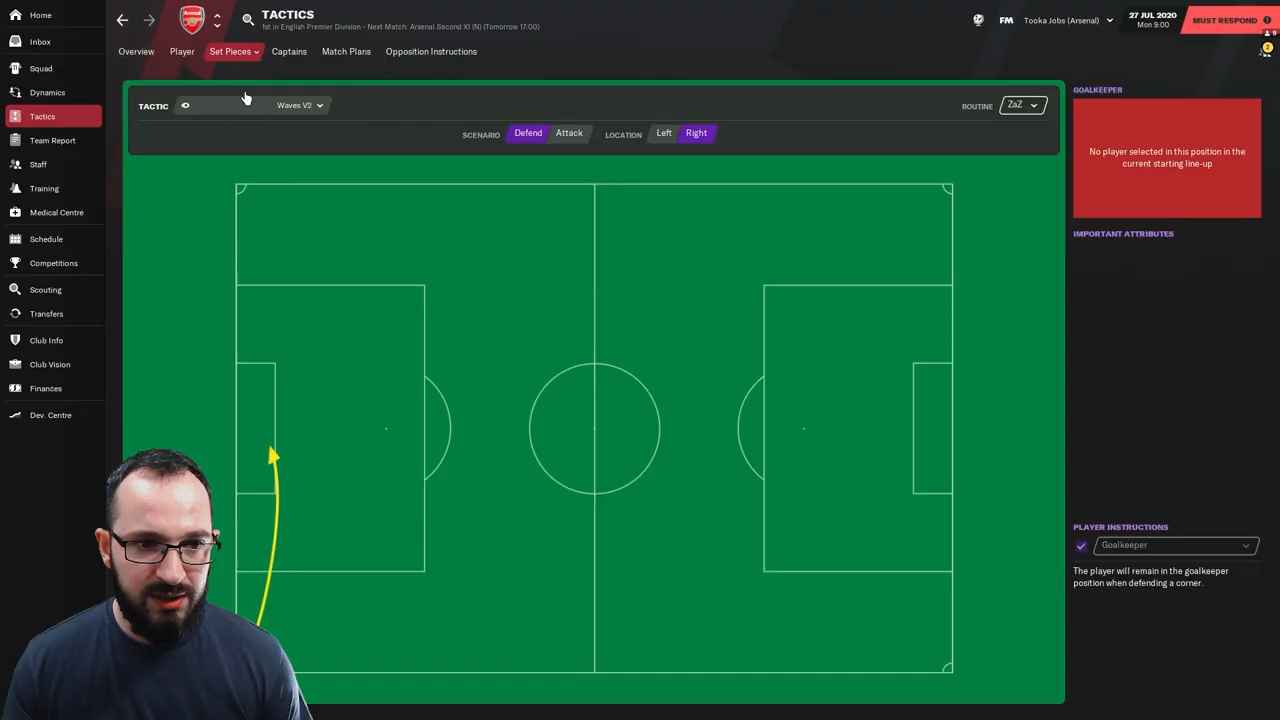 TACTICS
1st in English Premier Division - Next Match: Arsenal Second XI (N) (Tomorrow 17:00)
FM
Tooka Jobs (Arsenal)
27 JUL 2020
Mon 9:00
MUST RESPOND
9
2
Home
Inbox
Squad
Dynamics
Tactics
Team Report
Staff
Training
Medical Centre
Schedule
Competitions
Scouting
Transfers
Club Info
Club Vision
Finances
Dev. Centre
Overview
Player
Set Pieces
Captains
Match Plans
Opposition Instructions
TACTIC
Waves V2
ROUTINE
ZaZ
SCENARIO
Defend
Attack
LOCATION
Left
Right
GOALKEEPER
No player selected in this position in the
current starting line-up
IMPORTANT ATTRIBUTES
PLAYER INSTRUCTIONS
Goalkeeper
The player will remain in the goalkeeper
position when defending a corner.